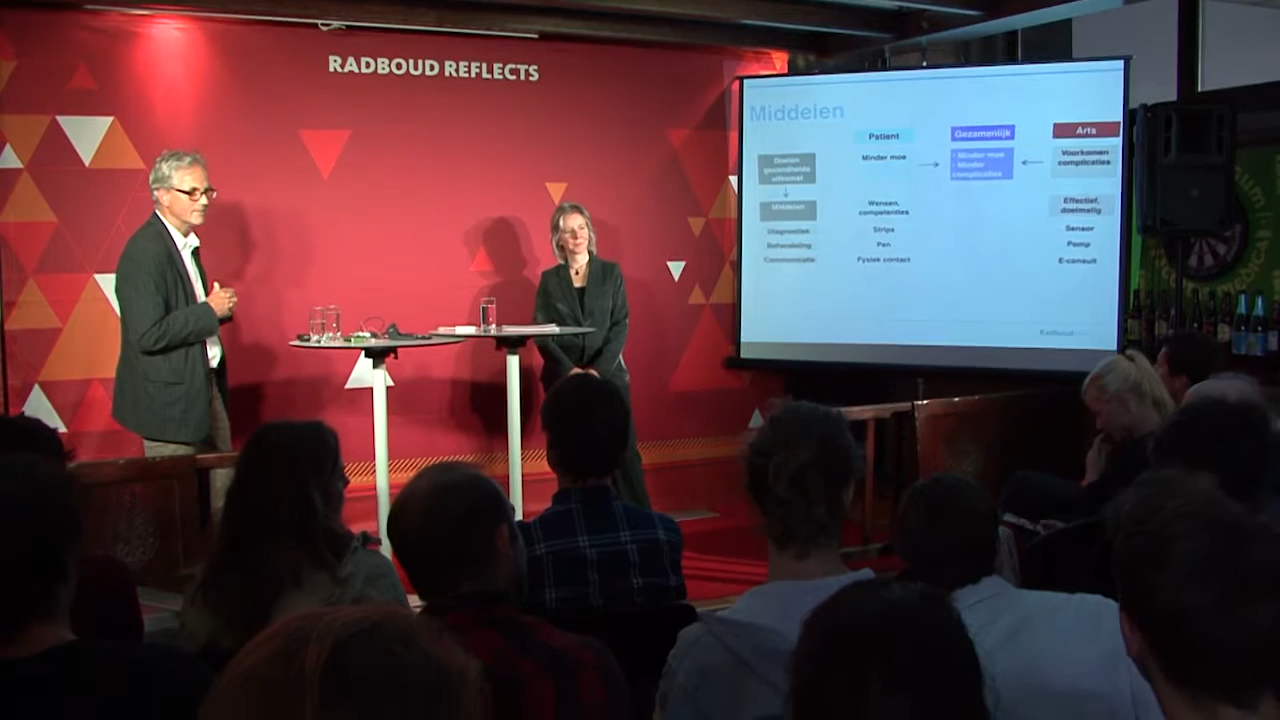 RADBOUD REFLECTS
Middelen
Patient
Gezamenlijk
Arts
Doelen
gezondheids
uitkomst
Minder moe
- Minder moe
- Minder
complicaties
Voorkomen
complicaties
Middelen
Wensen,
competenties
Effectief,
doelmatig
Diagnostiek
Strips
Sensor
Behandeling
Pen
Pomp
Communicatie
Fysiek contact
E-consult
Radboud